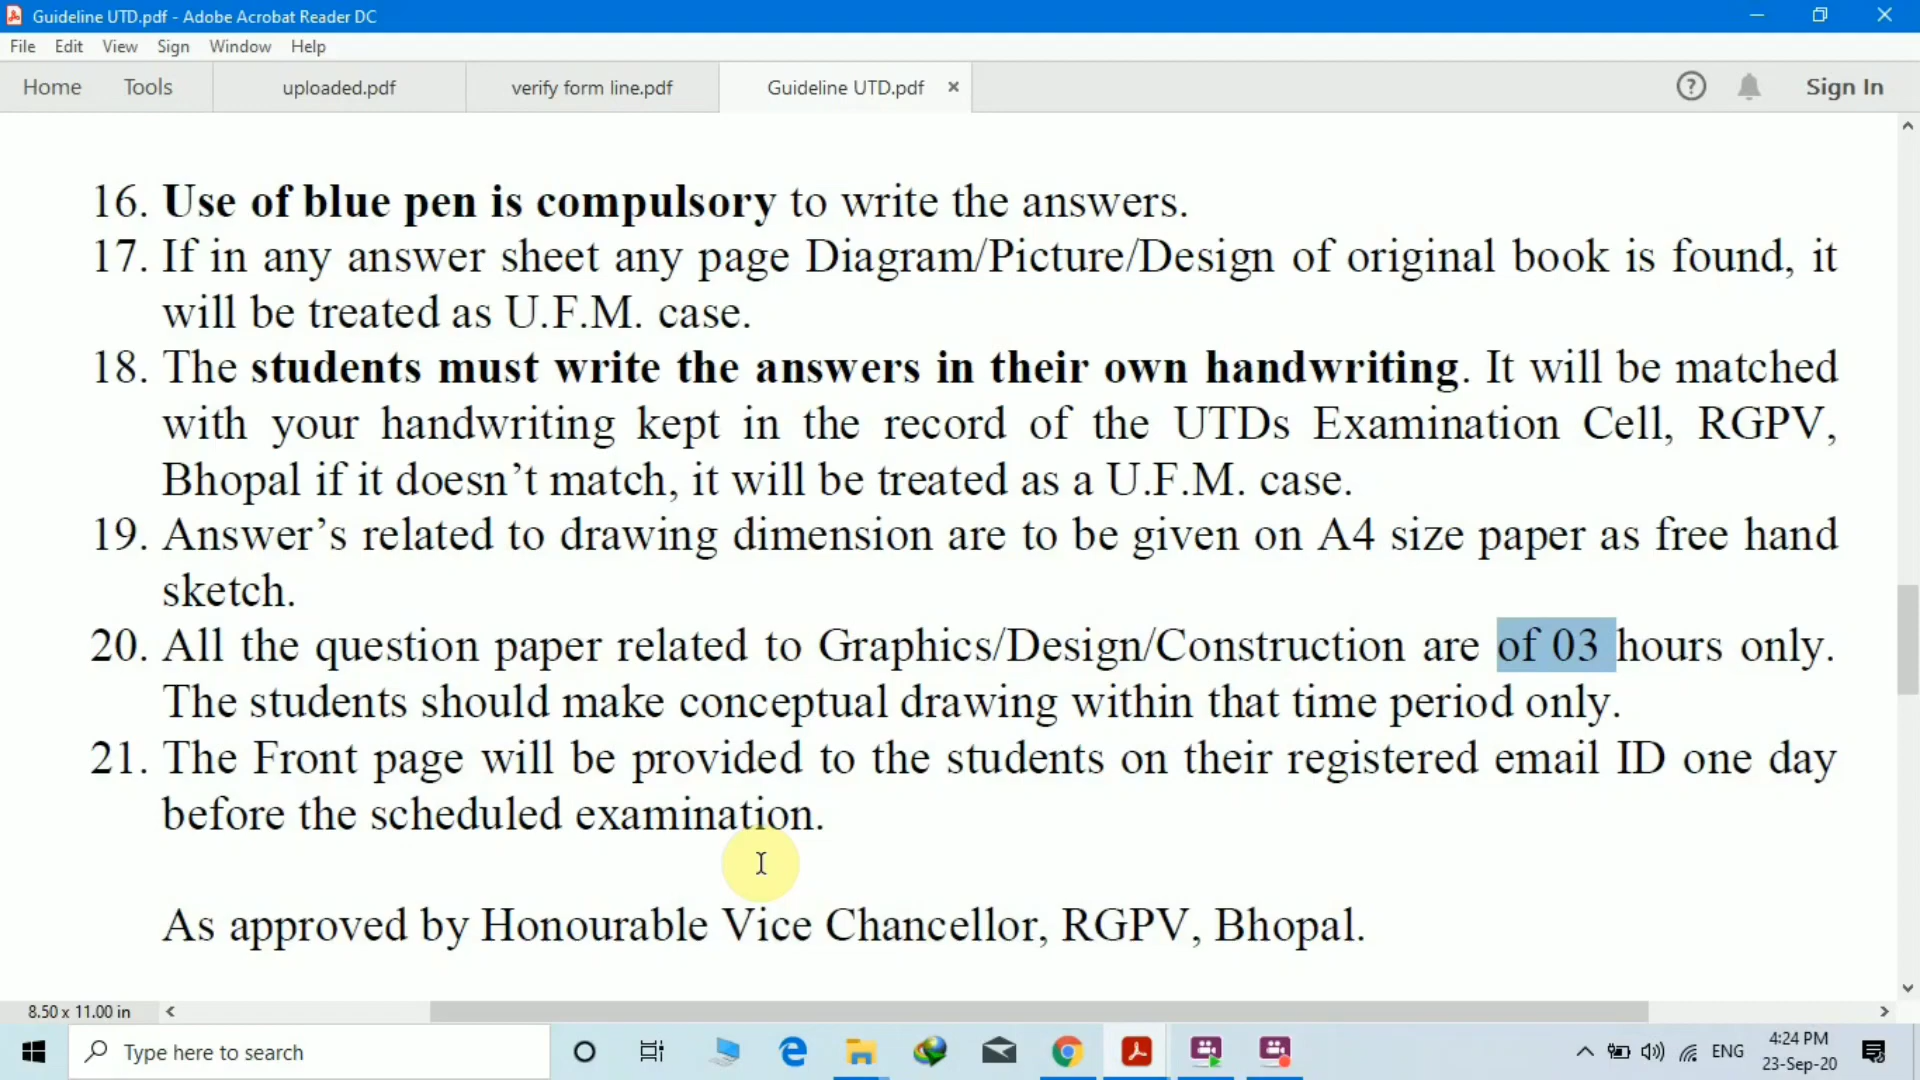 Guideline UTD.pdf - Adobe Acrobat Reader DC
File Edit View Sign Window Help
Home Tools uploaded.pdf verify form line.pdf Guideline UTD.pdf × Sign In
16. Use of blue pen is compulsory to write the answers.
17. If in any answer sheet any page Diagram/Picture/Design of original book is found, it
will be treated as U.F.M. case.
18. The students must write the answers in their own handwriting. It will be matched
with your handwriting kept in the record of the UTDs Examination Cell, RGPV,
Bhopal if it doesn’t match, it will be treated as a U.F.M. case.
19. Answer’s related to drawing dimension are to be given on A4 size paper as free hand
sketch.
20. All the question paper related to Graphics/Design/Construction are of 03 hours only.
The students should make conceptual drawing within that time period only.
21. The Front page will be provided to the students on their registered email ID one day
before the scheduled examination.
As approved by Honourable Vice Chancellor, RGPV, Bhopal.
8.50 x 11.00 in
Type here to search
ENG
4:24 PM
23-Sep-20